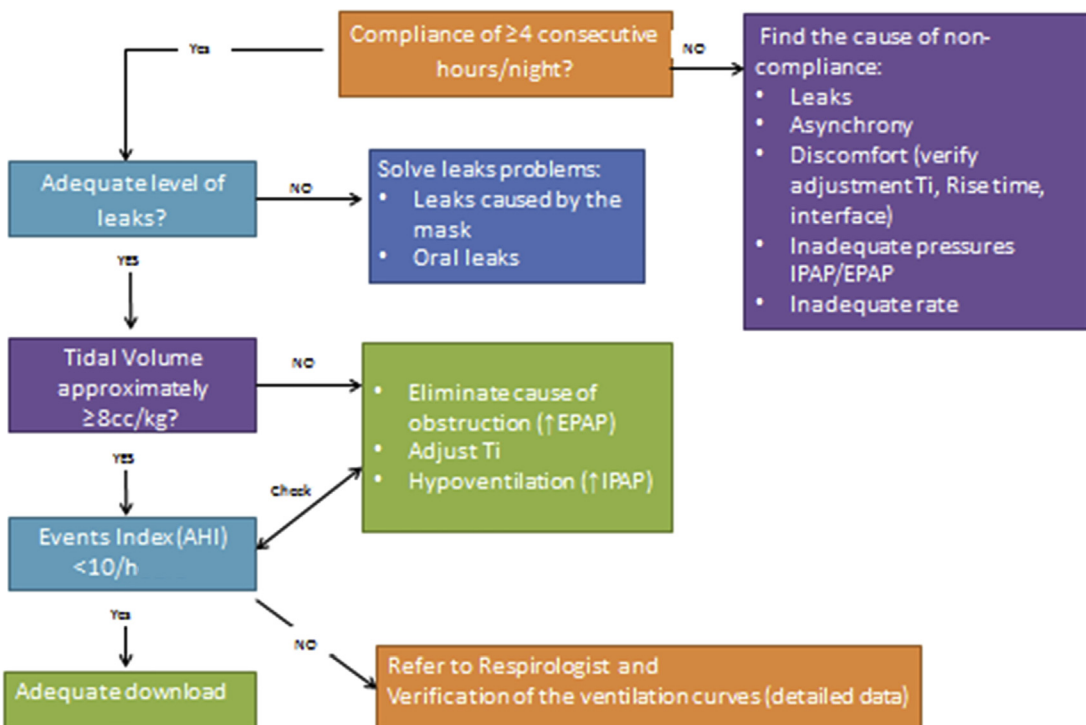 Compliance of ≥4 consecutive
hours/night?
Yes
NO
Find the cause of non-
compliance:
• Leaks
• Asynchrony
• Discomfort (verify
adjustment Ti, Rise time,
interface)
• Inadequate pressures
IPAP/EPAP
• Inadequate rate
Adequate level of
leaks?
NO
Solve leaks problems:
• Leaks caused by the
mask
• Oral leaks
YES
Tidal Volume
approximately
≥8cc/kg?
NO
• Eliminate cause of
obstruction (↑EPAP)
• Adjust Ti
• Hypoventilation (↑IPAP)
YES
Check
Events Index (AHI)
<10/h
Yes
NO
Adequate download
Refer to Respirologist and
Verification of the ventilation curves (detailed data)